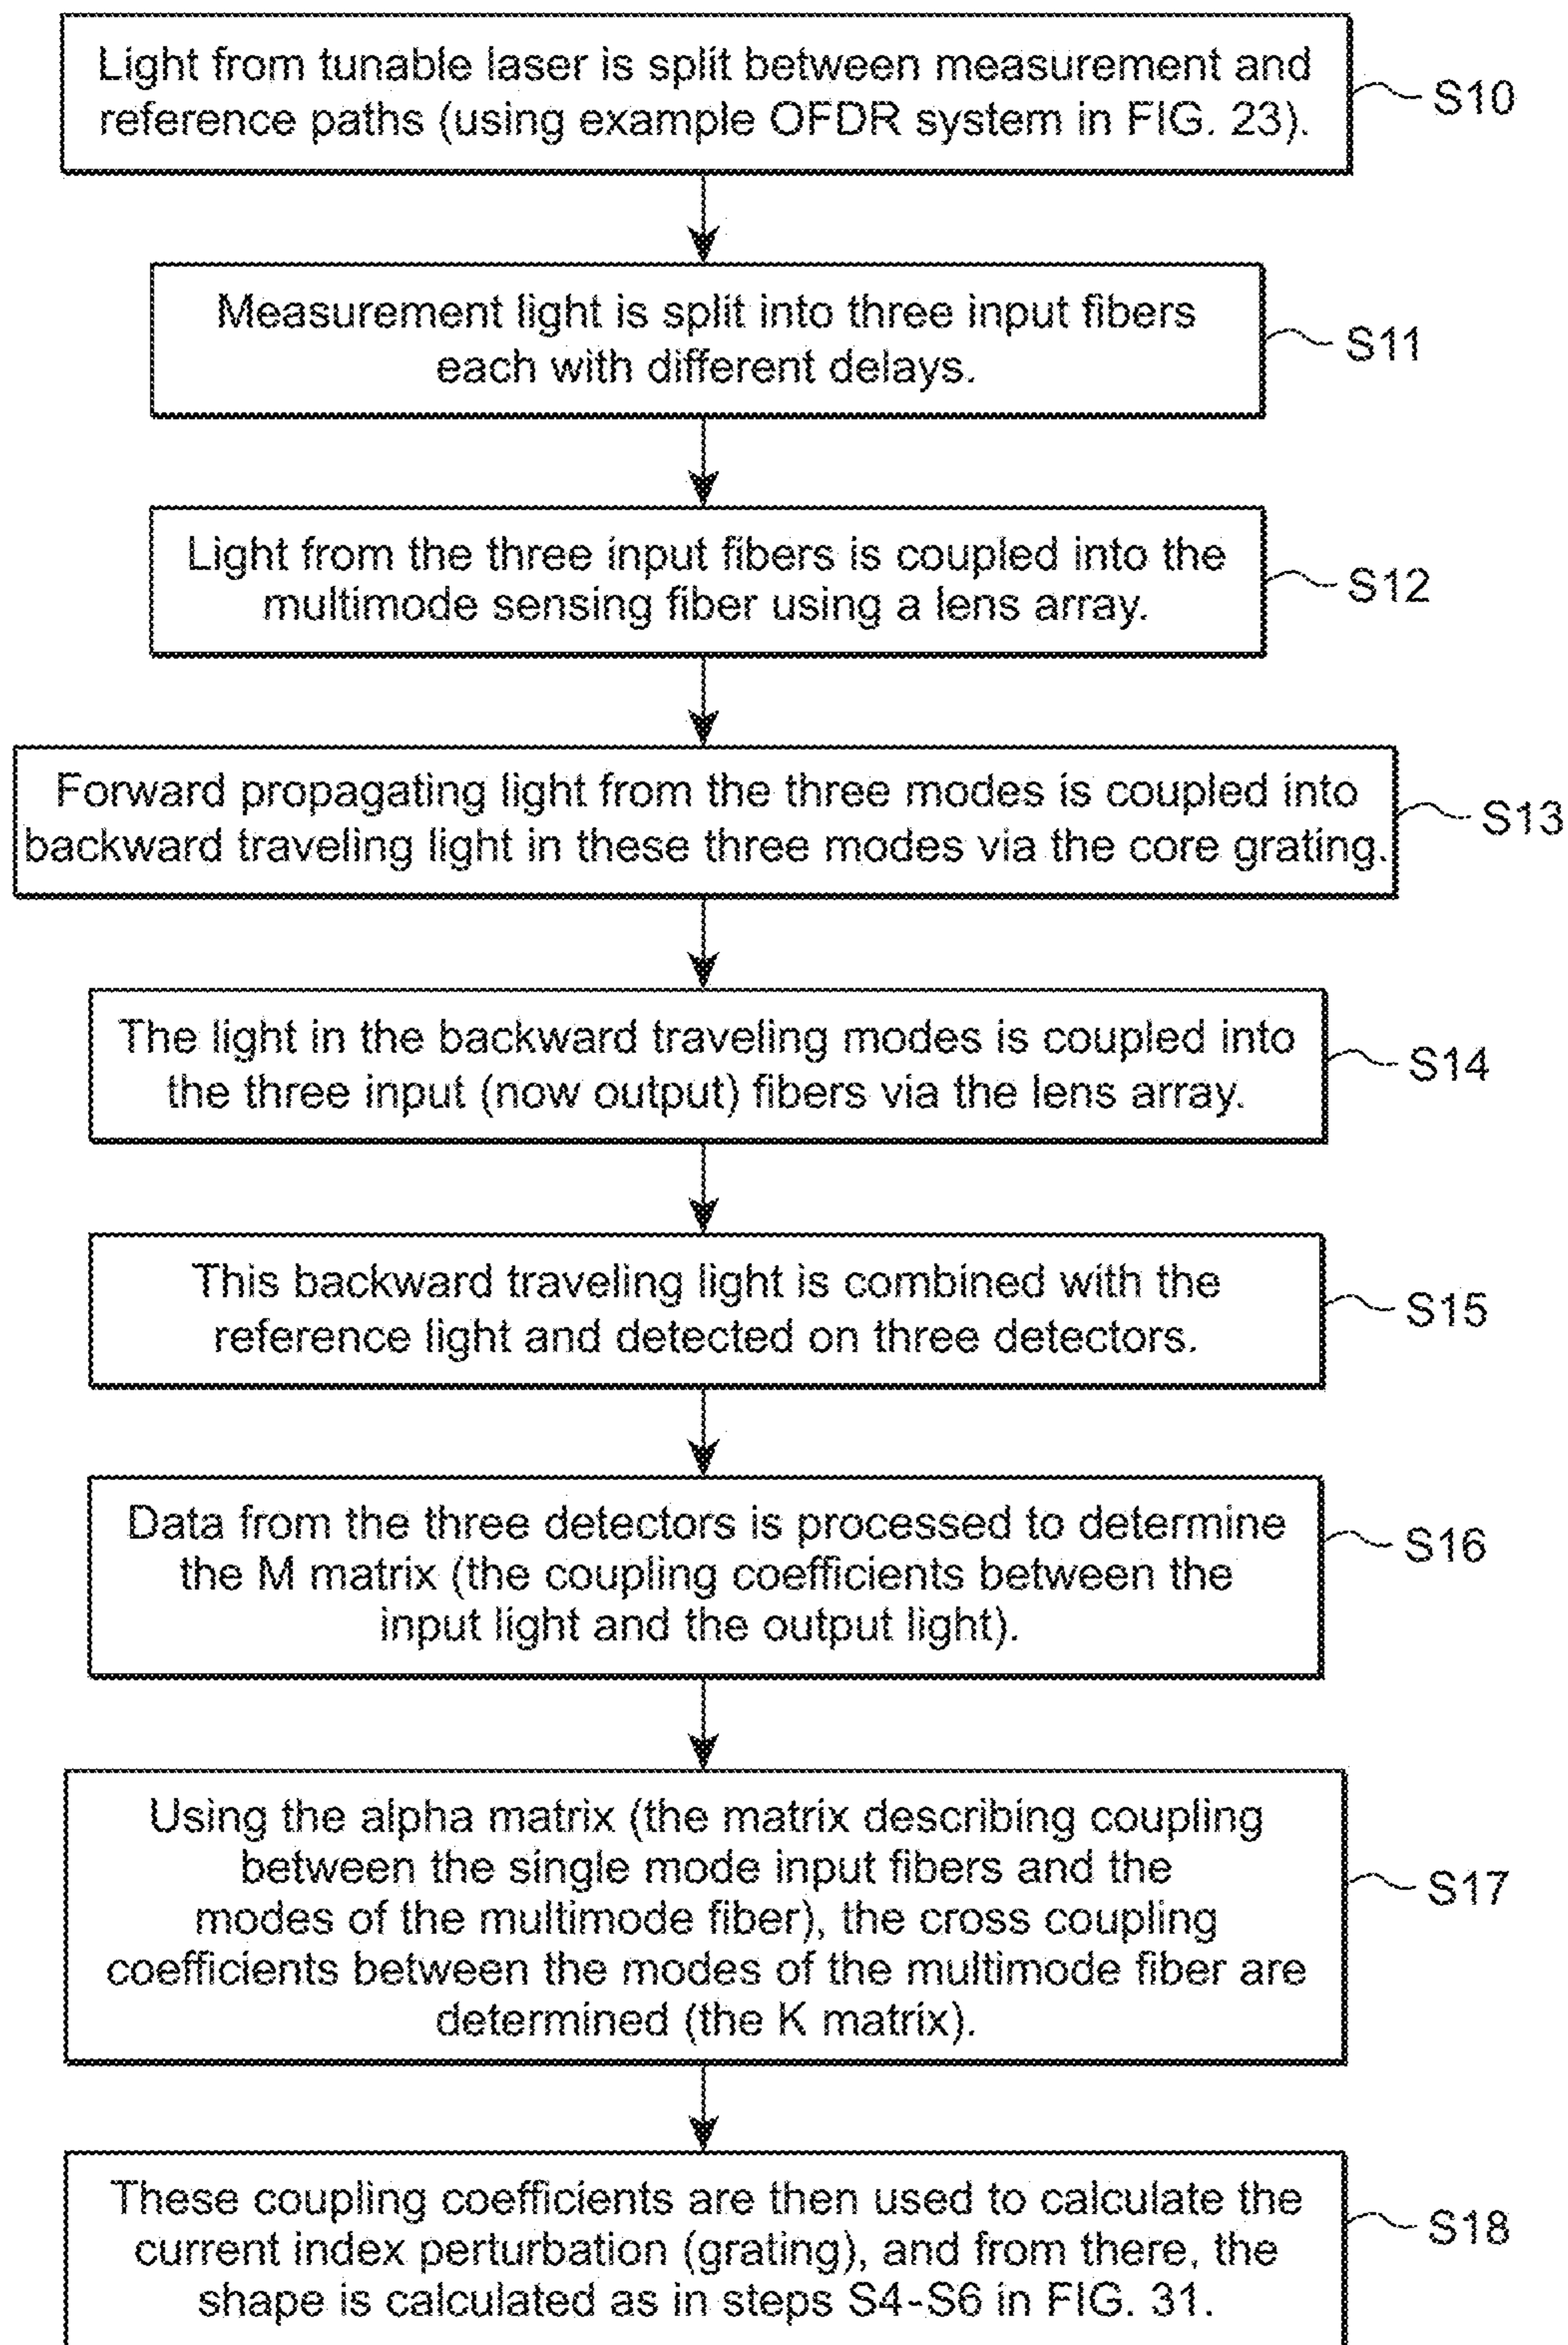 Light from tunable laser is split between measurement and
reference paths (using example OFDR system in FIG. 23).
S10
Measurement light is split into three input fibers
each with different delays.
S11
Light from the three input fibers is coupled into the
multimode sensing fiber using a lens array.
S12
Forward propagating light from the three modes is coupled into
backward traveling light in these three modes via the core grating.
S13
The light in the backward traveling modes is coupled into
the three input (now output) fibers via the lens array.
S14
This backward traveling light is combined with the
reference light and detected on three detectors.
S15
Data from the three detectors is processed to determine
the M matrix (the coupling coefficients between the
input light and the output light).
S16
Using the alpha matrix (the matrix describing coupling
between the single mode input fibers and the
modes of the multimode fiber), the cross coupling
coefficients between the modes of the multimode fiber are
determined (the K matrix).
S17
These coupling coefficients are then used to calculate the
current index perturbation (grating), and from there, the
shape is calculated as in steps S4-S6 in FIG. 31.
S18